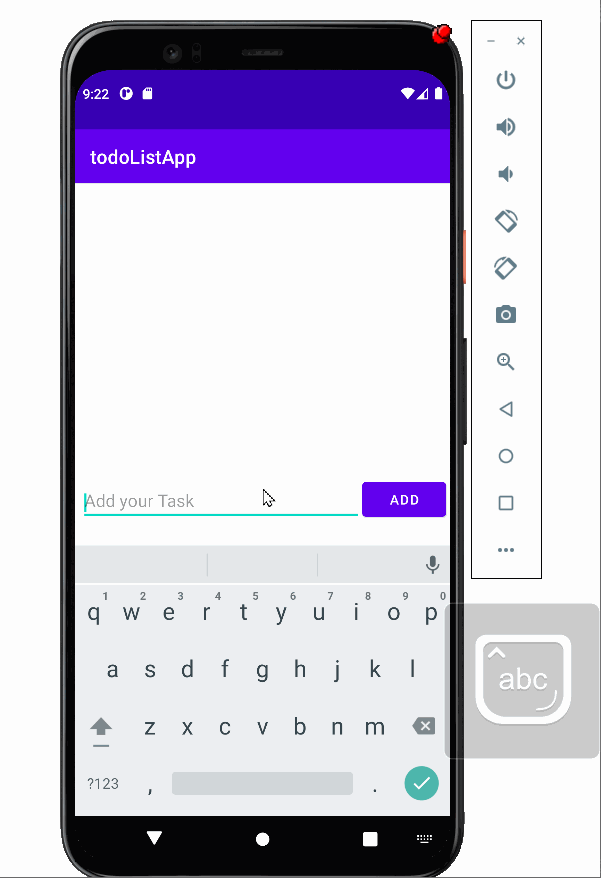 9:22
todoListApp
Add your Task
ADD
1 2 3 4 5 6 7 8 9 0
q w e r t y u i o p
a s d f g h j k l
z x c v b n m
?123 , .
abc